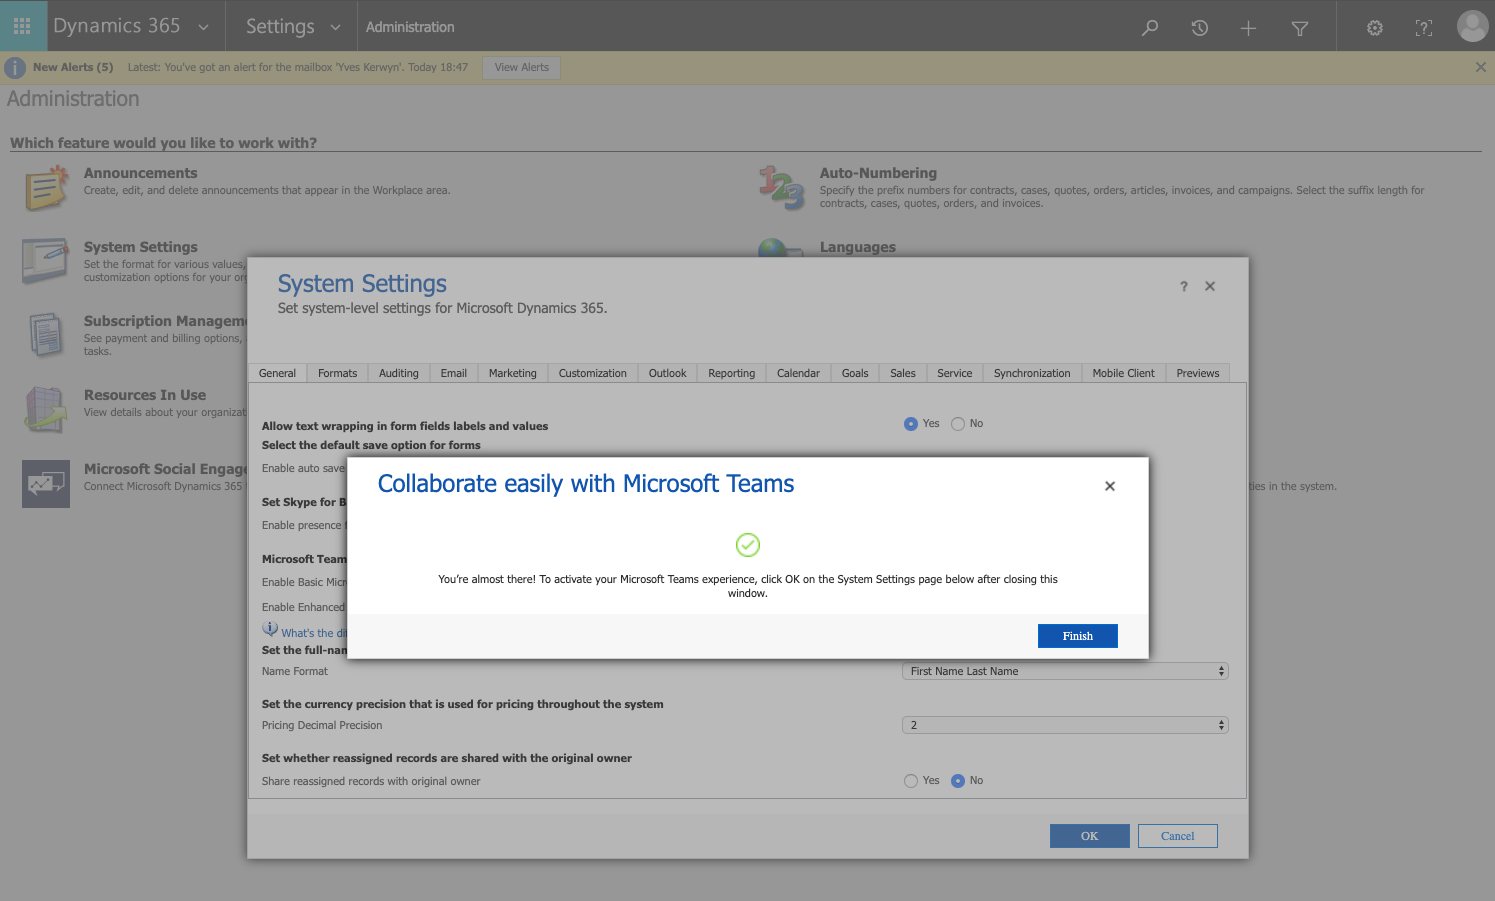 Dynamics 365
Settings
Administration
New Alerts (5) Latest: You've got an alert for the mailbox 'Yves Kerwyn'. Today 18:47 View Alerts
Administration
Which feature would you like to work with?
Announcements
Create, edit, and delete announcements that appear in the Workplace area.
Auto-Numbering
Specify the prefix numbers for contracts, cases, quotes, orders, articles, invoices, and campaigns. Select the suffix length for
contracts, cases, quotes, orders, and invoices.
System Settings
Set the format for various values,
customization options for your
Languages
Subscription
See payment and billing options,
tasks.
Resources In Use
View details about your
Microsoft Social
Connect Microsoft Dynamics 365
in the system.
System Settings
Set system-level settings for Microsoft Dynamics 365.
?
General Formats Auditing Email Marketing Customization Outlook Reporting Calendar Goals Sales Service Synchronization Mobile Client Previews
Allow text wrapping in form fields labels and values
Yes No
Select the default save option for forms
Enable auto save
Set Skype for
Enable presence
Microsoft
Enable Basic
Enable Enhanced
What's the
Set the
Name Format
First Name Last Name
Set the currency precision that is used for pricing throughout the system
Pricing Decimal Precision
2
Set whether reassigned records are shared with the original owner
Share reassigned records with original owner
Yes No
OK
Cancel
Collaborate easily with Microsoft Teams
You're almost there! To activate your Microsoft Teams experience, click OK on the System Settings page below after closing this
window.
Finish